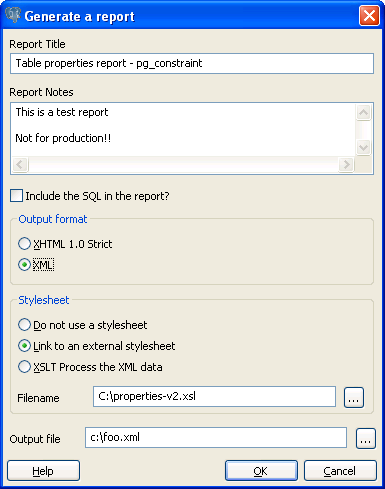 Generate a report
Report Title
Table properties report - pg_constraint
Report Notes
This is a test report
Not for production!!
Include the SQL in the report?
Output format
XHTML 1.0 Strict
XML
Stylesheet
Do not use a stylesheet
Link to an external stylesheet
XSLT Process the XML data
Filename C:\properties-v2.xsl ...
Output file c:\foo.xml ...
Help OK Cancel